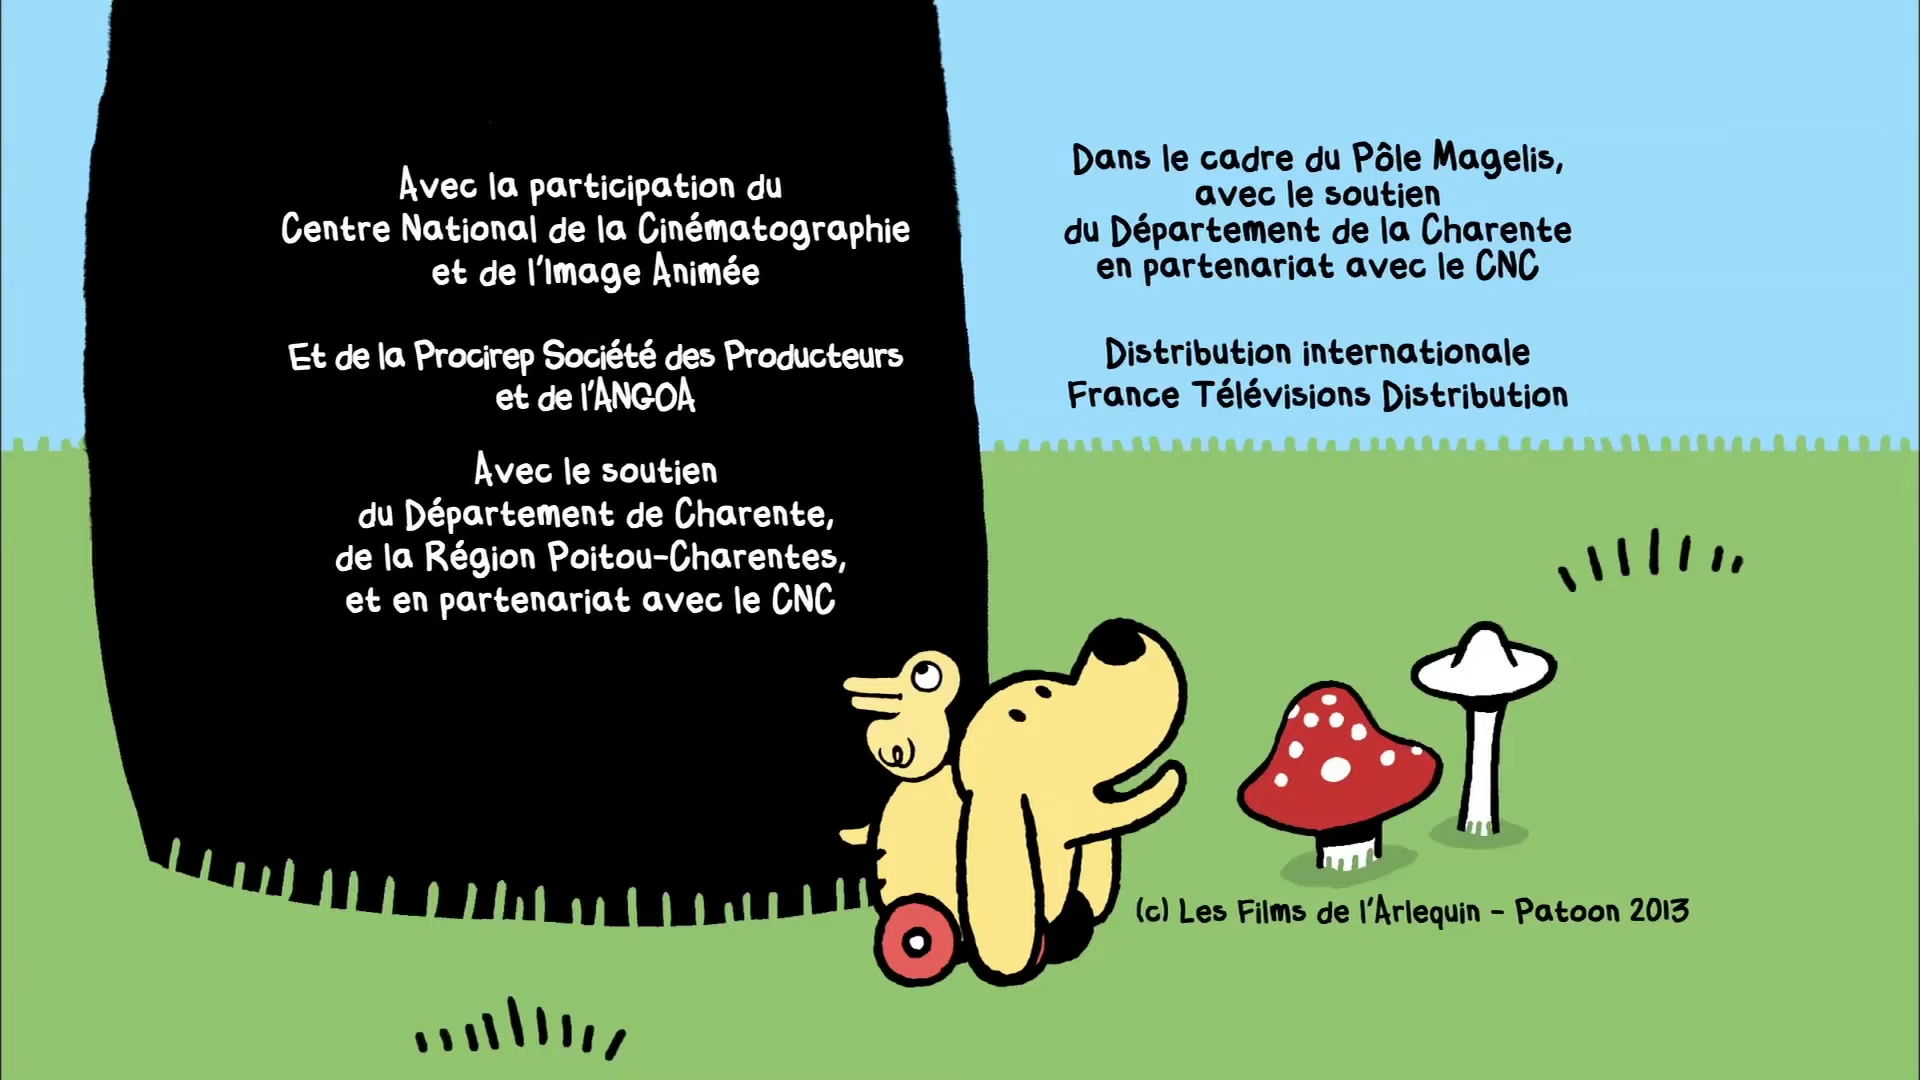 Avec la participation du
Centre National de la Cinématographie
et de l'Image Animée
Et de la Procirep Société des Producteurs
et de l'ANGOA
Avec le soutien
du Département de Charente,
de la Région Poitou-Charentes,
et en partenariat avec le CNC
Dans le cadre du Pôle Magelis,
avec le soutien
du Département de la Charente
en partenariat avec le CNC
Distribution internationale
France Télévisions Distribution
(c) Les Films de l'Arlequin - Patoon 2013